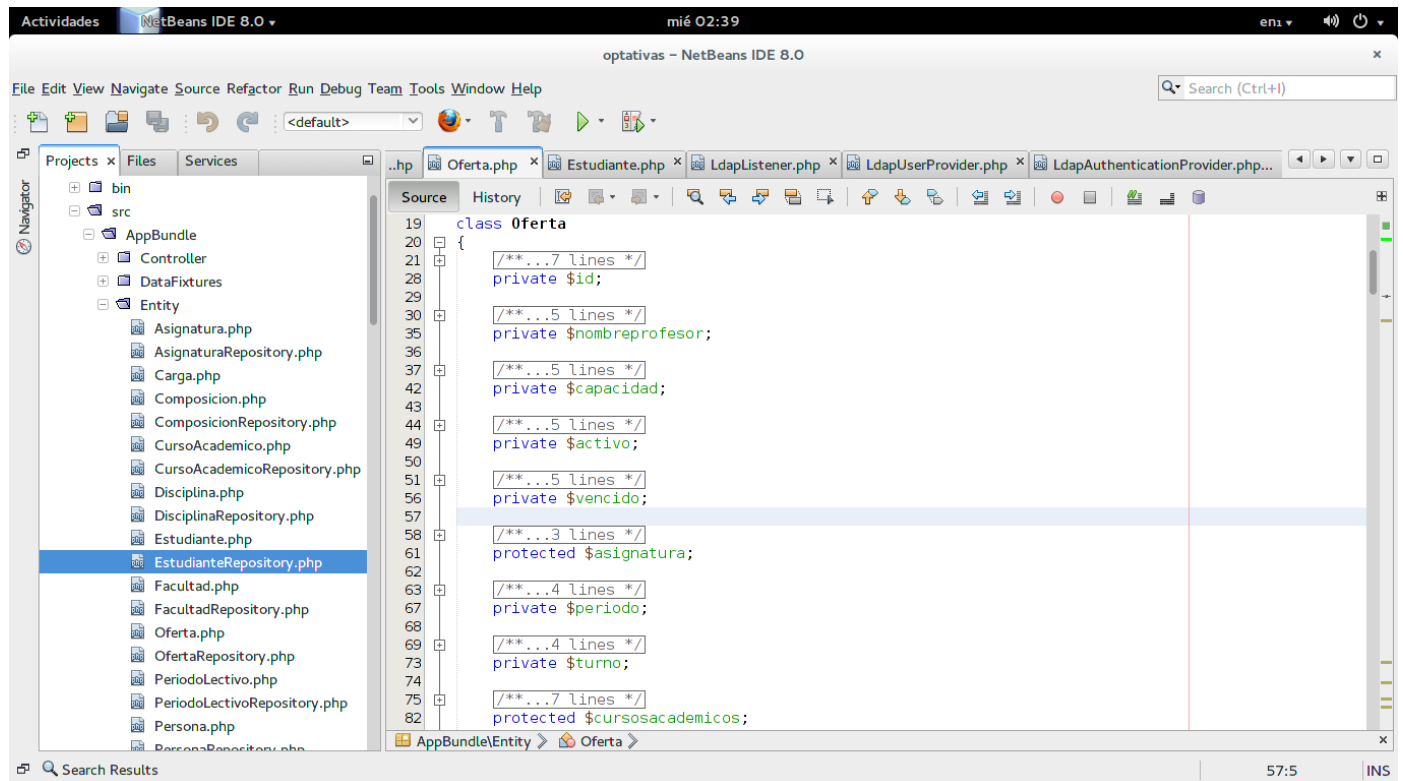 Actividades NetBeans IDE 8.0 mié 02:39 en1
optativas – NetBeans IDE 8.0 ×
File Edit View Navigate Source Refactor Run Debug Team Tools Window Help Search (Ctrl+I)
<default>
Projects × Files Services
Navigator
bin
src
AppBundle
Controller
DataFixtures
Entity
Asignatura.php
AsignaturaRepository.php
Carga.php
Composicion.php
ComposicionRepository.php
CursoAcademico.php
CursoAcademicoRepository.php
Disciplina.php
DisciplinaRepository.php
Estudiante.php
EstudianteRepository.php
Facultad.php
FacultadRepository.php
Oferta.php
OfertaRepository.php
PeriodoLectivo.php
PeriodoLectivoRepository.php
Persona.php
PersonaRepository.php
..hp Oferta.php × Estudiante.php × LdapListener.php × LdapUserProvider.php × LdapAuthenticationProvider.php...
Source History
19 class Oferta
20 {
21 /**...7 lines */
28 private $id;
29
30 /**...5 lines */
35 private $nombreprofesor;
36
37 /**...5 lines */
42 private $capacidad;
43
44 /**...5 lines */
49 private $activo;
50
51 /**...5 lines */
56 private $vencido;
57
58 /**...3 lines */
61 protected $asignatura;
62
63 /**...4 lines */
67 private $periodo;
68
69 /**...4 lines */
73 private $turno;
74
75 /**...7 lines */
82 protected $cursosacademicos;
AppBundle\Entity Oferta ×
Search Results 57:5 INS